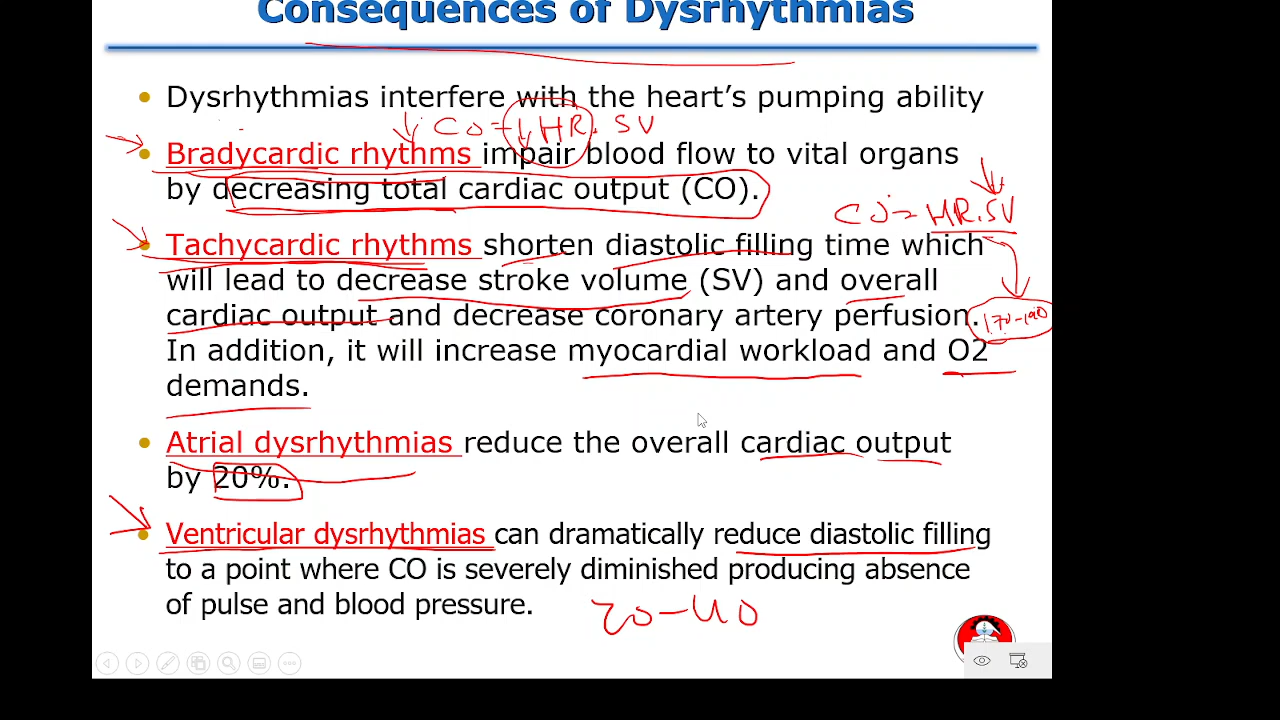 Consequences of Dysrhythmias
• Dysrhythmias interfere with the heart's pumping ability
↓ CO = ↓HR. SV
• Bradycardic rhythms impair blood flow to vital organs
by decreasing total cardiac output (CO).
CO = HR.SV
• Tachycardic rhythms shorten diastolic filling time which
will lead to decrease stroke volume (SV) and overall
cardiac output and decrease coronary artery perfusion.
170-190
In addition, it will increase myocardial workload and O2
demands.
• Atrial dysrhythmias reduce the overall cardiac output
by 20%.
• Ventricular dysrhythmias can dramatically reduce diastolic filling
to a point where CO is severely diminished producing absence
of pulse and blood pressure.
20-40